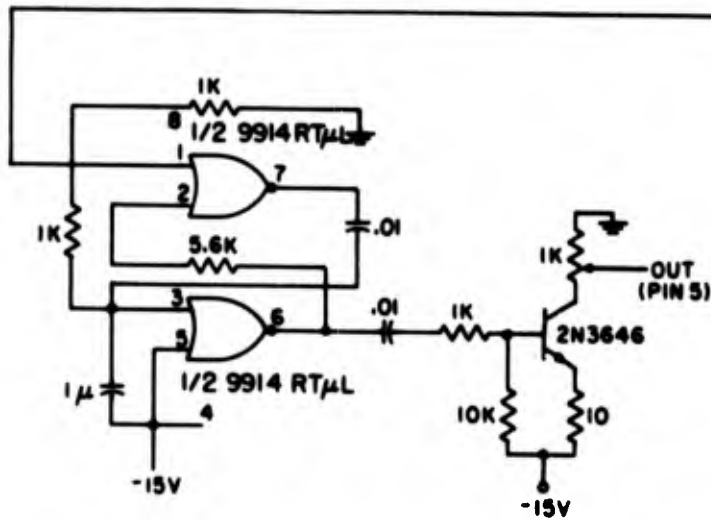 1K
8
1/2 9914 RTμL
1
7
2
.01
1K
5.6K
1K
OUT
(PIN 5)
3
6
.01
1K
2N3646
5
1/2 9914 RTμL
1μ
4
10K
10
-15V
-15V